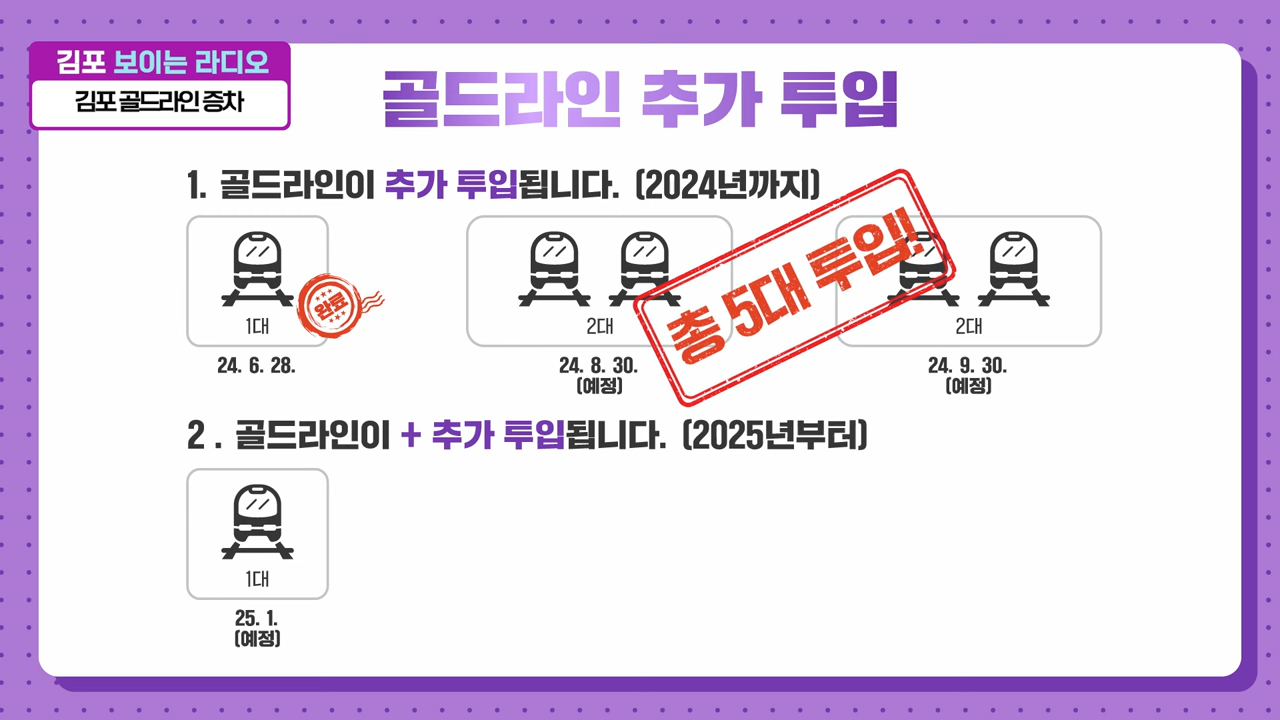 김포 보이는 라디오
김포 골드라인 증차
골드라인 추가 투입
1. 골드라인이 추가 투입됩니다. (2024년까지)
완료
총 5대 투입!
1대
2대
2대
24. 6. 28.
24. 8. 30.
(예정)
24. 9. 30.
(예정)
2 . 골드라인이 + 추가 투입됩니다. (2025년부터)
1대
25. 1.
(예정)